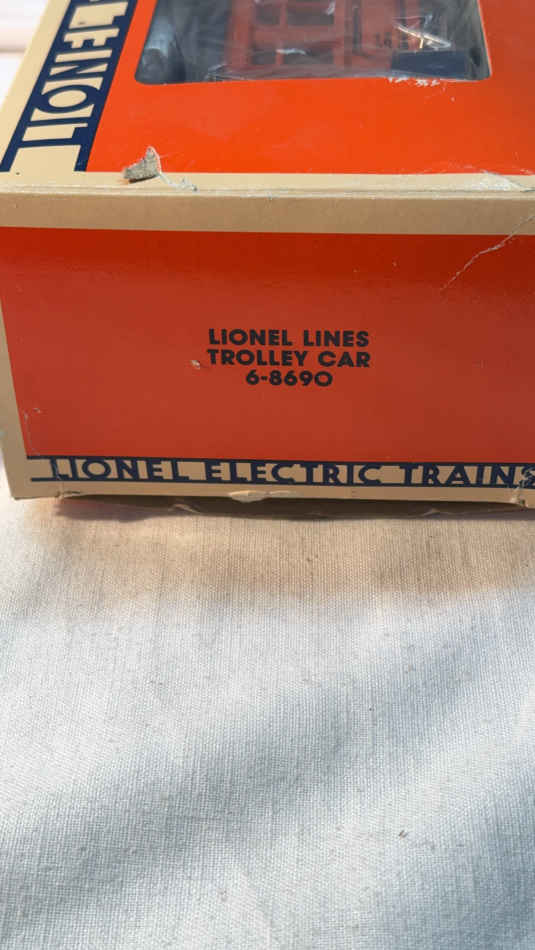 LIONEL
LIONEL LINES
TROLLEY CAR
6-8690
LIONEL ELECTRIC TRAINS